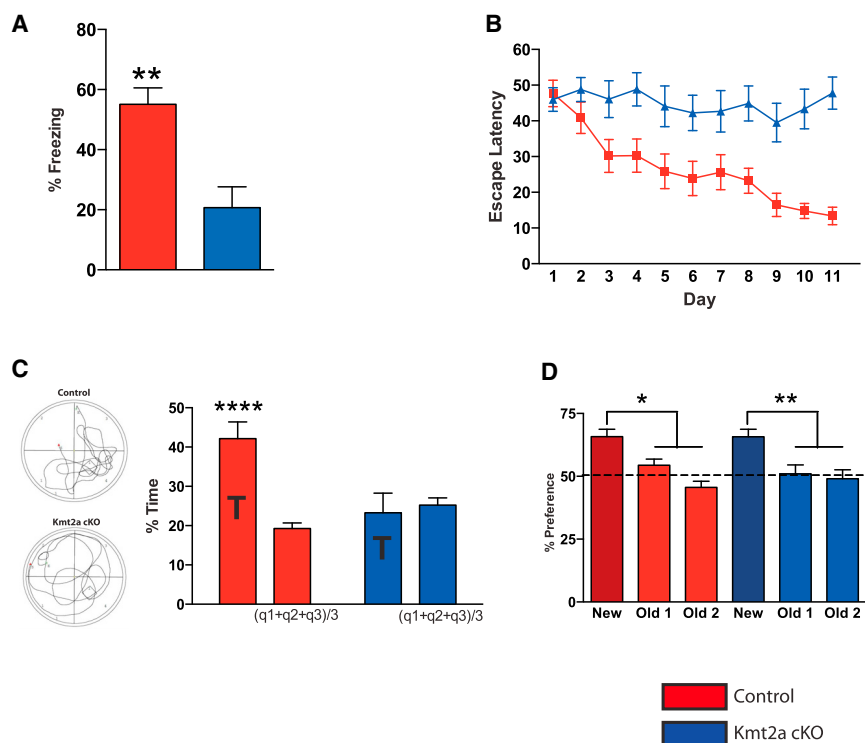 A
80
60
40
20
0
% Freezing
**
B
60
50
40
30
20
10
0
Escape Latency
1 2 3 4 5 6 7 8 9 10 11
Day
C
Control
Kmt2a cKO
50
40
30
20
10
0
% Time
****
T
T
(q1+q2+q3)/3
(q1+q2+q3)/3
D
75
50
25
0
% Preference
*
**
New Old 1 Old 2 New Old 1 Old 2
Control
Kmt2a cKO